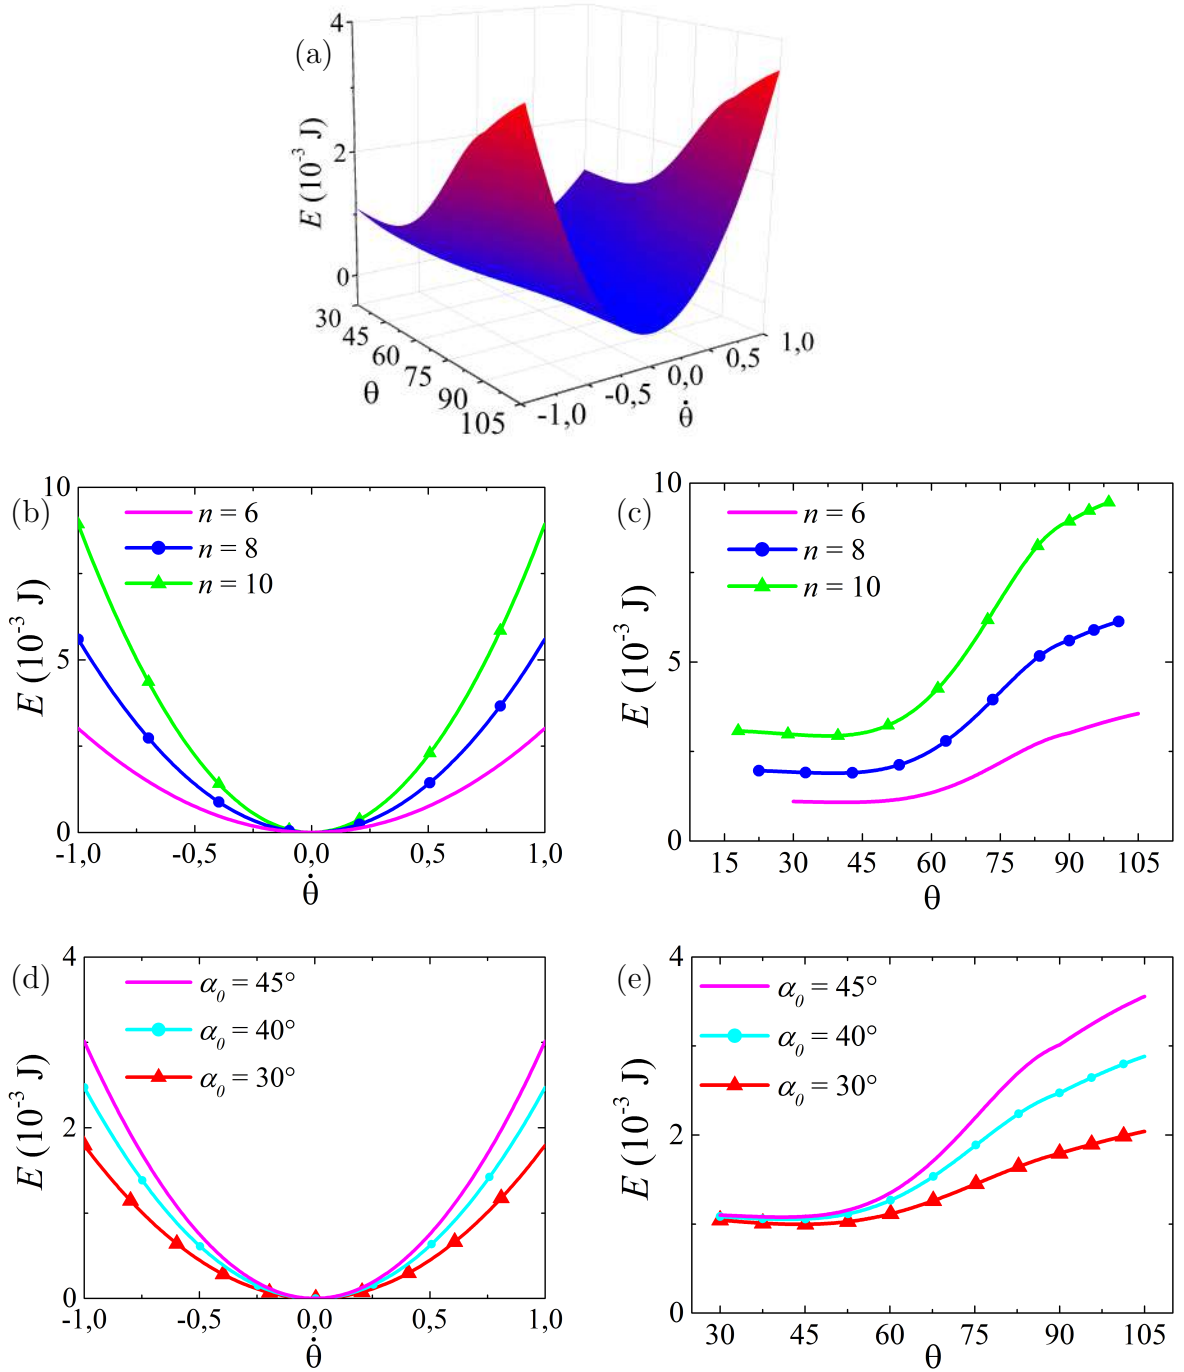 (a)
4
2
0
E (10⁻³ J)
30
45
60
75
90
105
θ
-1,0
-0,5
0,0
0,5
1,0
θ̇
(b)
10
5
0
E (10⁻³ J)
n = 6
n = 8
n = 10
-1,0 -0,5 0,0 0,5 1,0
θ̇
(c)
10
5
0
E (10⁻³ J)
n = 6
n = 8
n = 10
15 30 45 60 75 90 105
θ
(d)
4
2
0
E (10⁻³ J)
α₀ = 45°
α₀ = 40°
α₀ = 30°
-1,0 -0,5 0,0 0,5 1,0
θ̇
(e)
4
2
0
E (10⁻³ J)
α₀ = 45°
α₀ = 40°
α₀ = 30°
30 45 60 75 90 105
θ